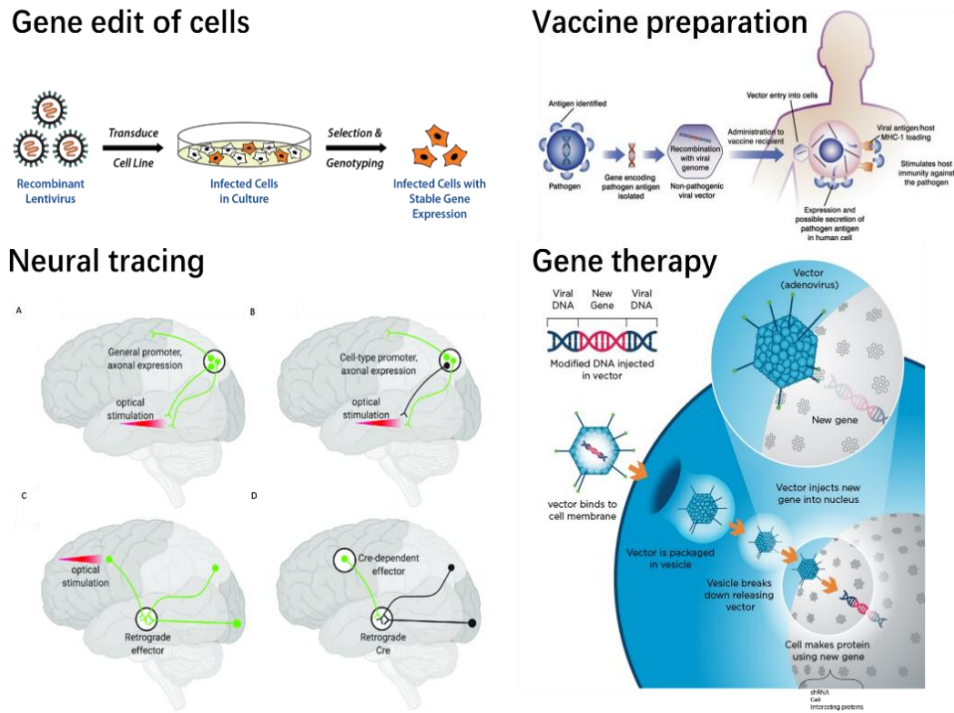 Gene edit of cells
Transduce
Cell Line
Selection &
Genotyping
Recombinant
Lentivirus
Infected Cells
in Culture
Infected Cells with
Stable Gene
Expression
Vaccine preparation
Vector entry into cells
Antigen identified
Viral antigen/host
MHC-1 loading
Administration to
vaccine recipient
Recombination
with viral
genome
Stimulates host
immunity against
the pathogen
Pathogen
Gene encoding
pathogen antigen
isolated
Non-pathogenic
viral vector
Expression and
possible secretion of
pathogen antigen
in human cell
Neural tracing
A
General promoter,
axonal expression
optical
stimulation
B
Cell-type promoter,
axonal expression
optical
stimulation
C
optical
stimulation
Retrograde
effector
D
Cre-dependent
effector
Retrograde
Cre
Gene therapy
Viral
DNA
New
Gene
Viral
DNA
Modified DNA injected
in vector
Vector
(adenovirus)
New gene
vector binds to
cell membrane
Vector injects new
gene into nucleus
Vector is packaged
in vesicle
Vesicle breaks
down releasing
vector
Cell makes protein
using new gene
shRNA
Interesting proteins